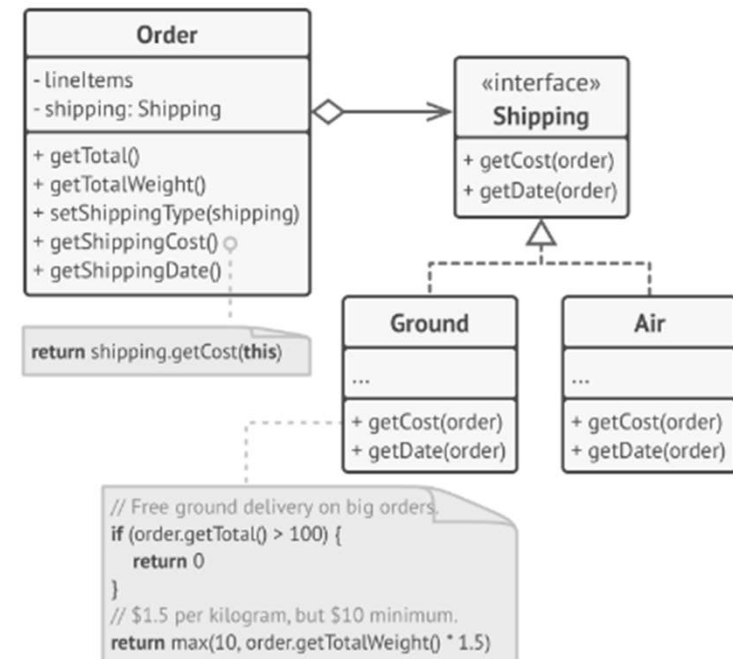 Order
- lineItems
- shipping: Shipping
+ getTotal()
+ getTotalWeight()
+ setShippingType(shipping)
+ getShippingCost()
+ getShippingDate()
return shipping.getCost(this)
«interface»
Shipping
+ getCost(order)
+ getDate(order)
Ground
...
+ getCost(order)
+ getDate(order)
Air
...
+ getCost(order)
+ getDate(order)
// Free ground delivery on big orders.
if (order.getTotal() > 100) {
return 0
}
// $1.5 per kilogram, but $10 minimum.
return max(10, order.getTotalWeight() * 1.5)